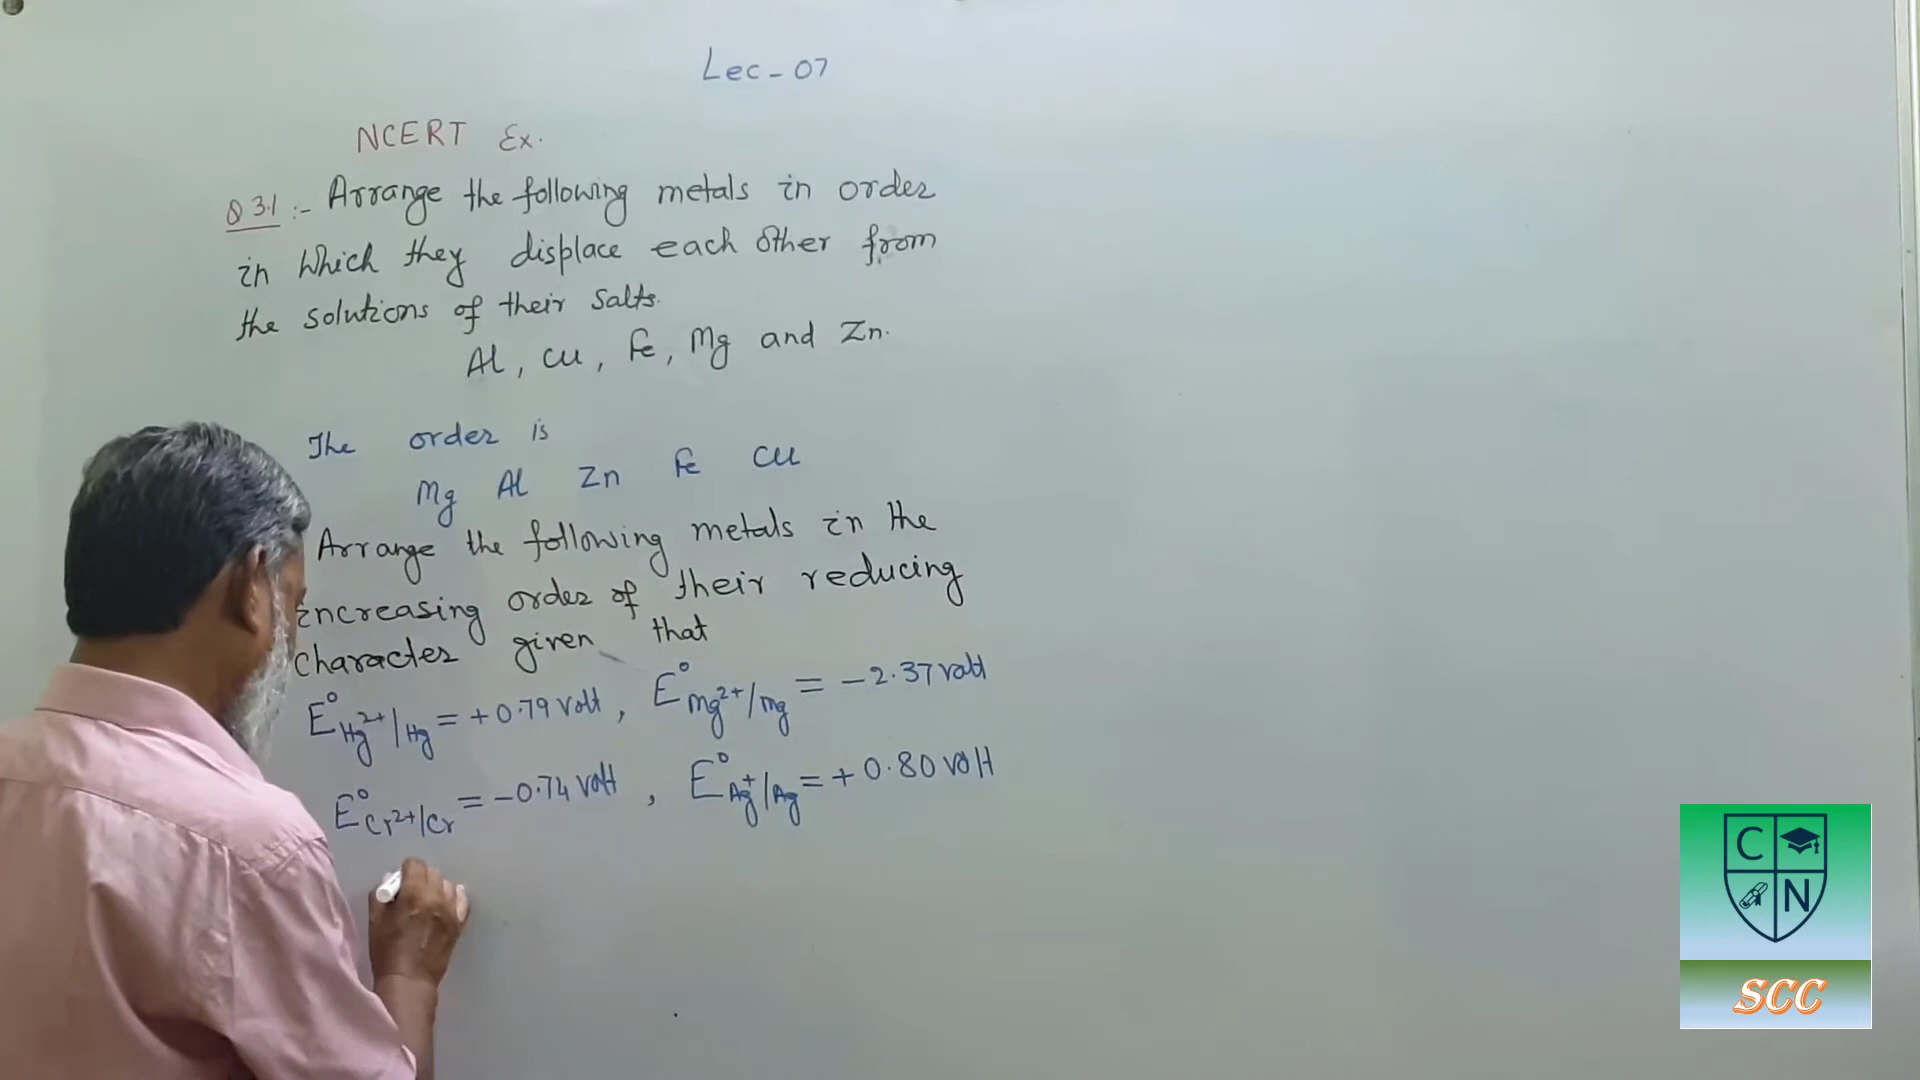 Lec-07
NCERT Ex.
Q 3.1 :- Arrange the following metals in order
in which they displace each other from
the solutions of their salts.
Al, Cu, Fe, Mg and Zn.
The order is
Mg Al Zn Fe Cu
Arrange the following metals in the
increasing order of their reducing
character given that
E°Hg²⁺/Hg = +0.79 volt, E°Mg²⁺/Mg = -2.37 volt
E°Cr²⁺/Cr = -0.74 volt, E°Ag⁺/Ag = +0.80 volt
C
N
SCC